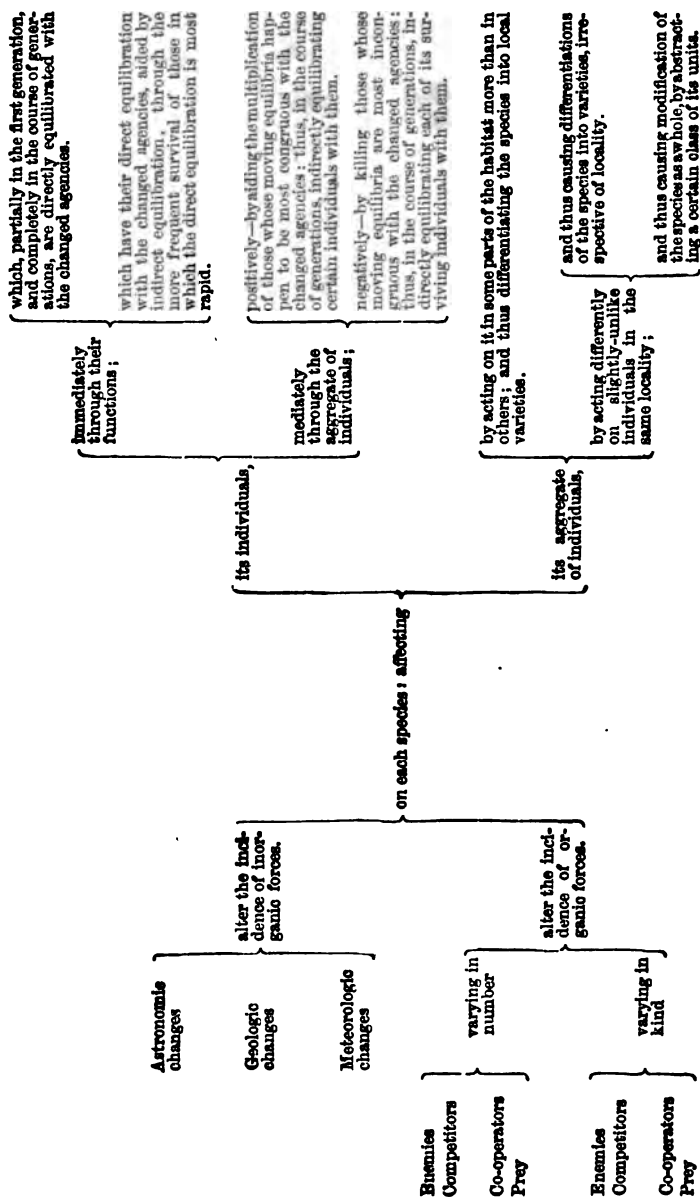 Astronomic
changes
Geologic
changes
Meteorologic
changes
alter the inci-
dence of inor-
ganic forces.
Enemies
Competitors
Co-operators
Prey
varying in
number
Enemies
Competitors
Co-operators
Prey
varying in
kind
alter the inci-
dence of or-
ganic forces.
on each species: affecting
its individuals,
immediately
through their
functions;
which, partially in the first generation,
and completely in the course of gener-
ations, are directly equilibrated with
the changed agencies.
which have their direct equilibration
with the changed agencies, aided by
indirect equilibration, through the
more frequent survival of those in
which the direct equilibration is most
rapid.
mediately
through the
aggregate of
individuals;
positively—by aiding the multiplication
of those whose moving equilibria hap-
pen to be most congruous with the
changed agencies: thus, in the course
of generations, indirectly equilibrating
certain individuals with them.
negatively—by killing those whose
moving equilibria are most incon-
gruous with the changed agencies:
thus, in the course of generations, in-
directly equilibrating each of its sur-
viving individuals with them.
its aggregate
of individuals,
by acting on it in some parts of the habitat more than in
others; and thus differentiating the species into local
varieties.
by acting differently
on slightly-unlike
individuals in the
same locality;
and thus causing differentiations
of the species into varieties, irre-
spective of locality.
and thus causing modification of
the species as a whole, by abstract-
ing a certain class of its units.